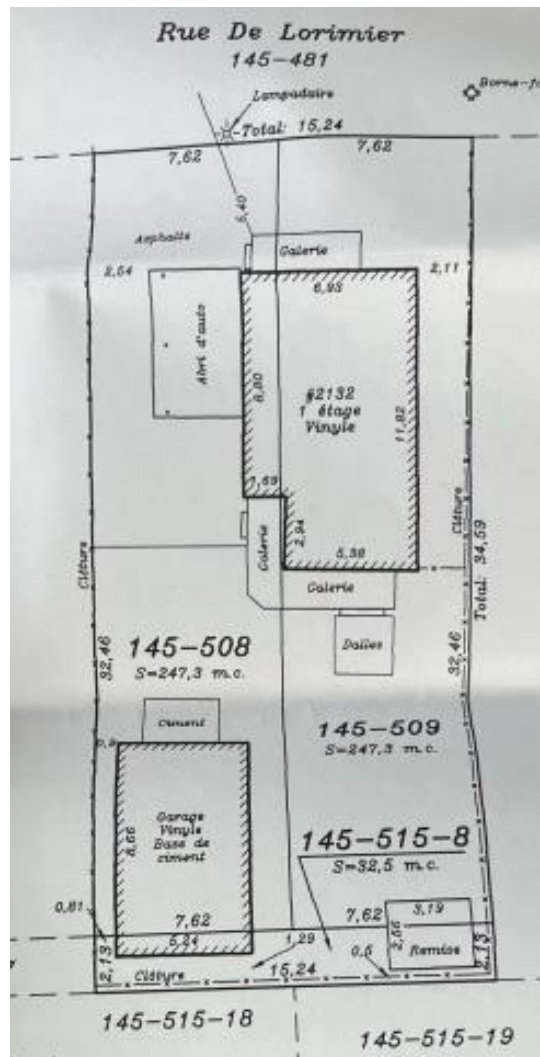 Rue De Lorimier
145-481
Lampadaire
Total: 15,24
7,62
7,62
Asphalte
Galerie
2,54
6,93
2,11
Abri d'auto
8,80
#2132
1 étage
Vinyle
11,82
1,69
2,94
5,38
Galerie
Galerie
Clôture
Clôture
Total: 34,59
Dalles
145-508
S=247,3 m.c.
32,46
32,46
Ciment
145-509
S=247,3 m.c.
8,66
Garage
Vinyle
Base de
ciment
145-515-8
S=32,5 m.c.
0,61
7,62
7,62
3,19
5,24
1,29
2,56
Remise
2,13
2,13
Clôture
15,24
0,5
145-515-18
145-515-19